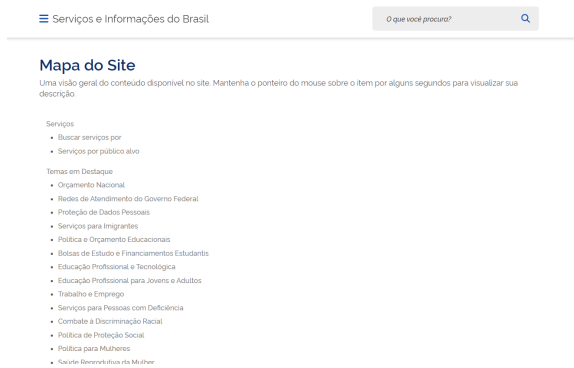 Serviços e Informações do Brasil
O que você procura?
Mapa do Site
Uma visão geral do conteúdo disponível no site. Mantenha o ponteiro do mouse sobre o item por alguns segundos para visualizar sua
descrição.
Serviços
Buscar serviços por
Serviços por público alvo
Temas em Destaque
Orçamento Nacional
Redes de Atendimento do Governo Federal
Proteção de Dados Pessoais
Serviços para Imigrantes
Política e Orçamento Educacionais
Bolsas de Estudo e Financiamentos Estudantis
Educação Profissional e Tecnológica
Educação Profissional para Jovens e Adultos
Trabalho e Emprego
Serviços para Pessoas com Deficiência
Combate à Discriminação Racial
Política de Proteção Social
Política para Mulheres
Saúde Reprodutiva da Mulher